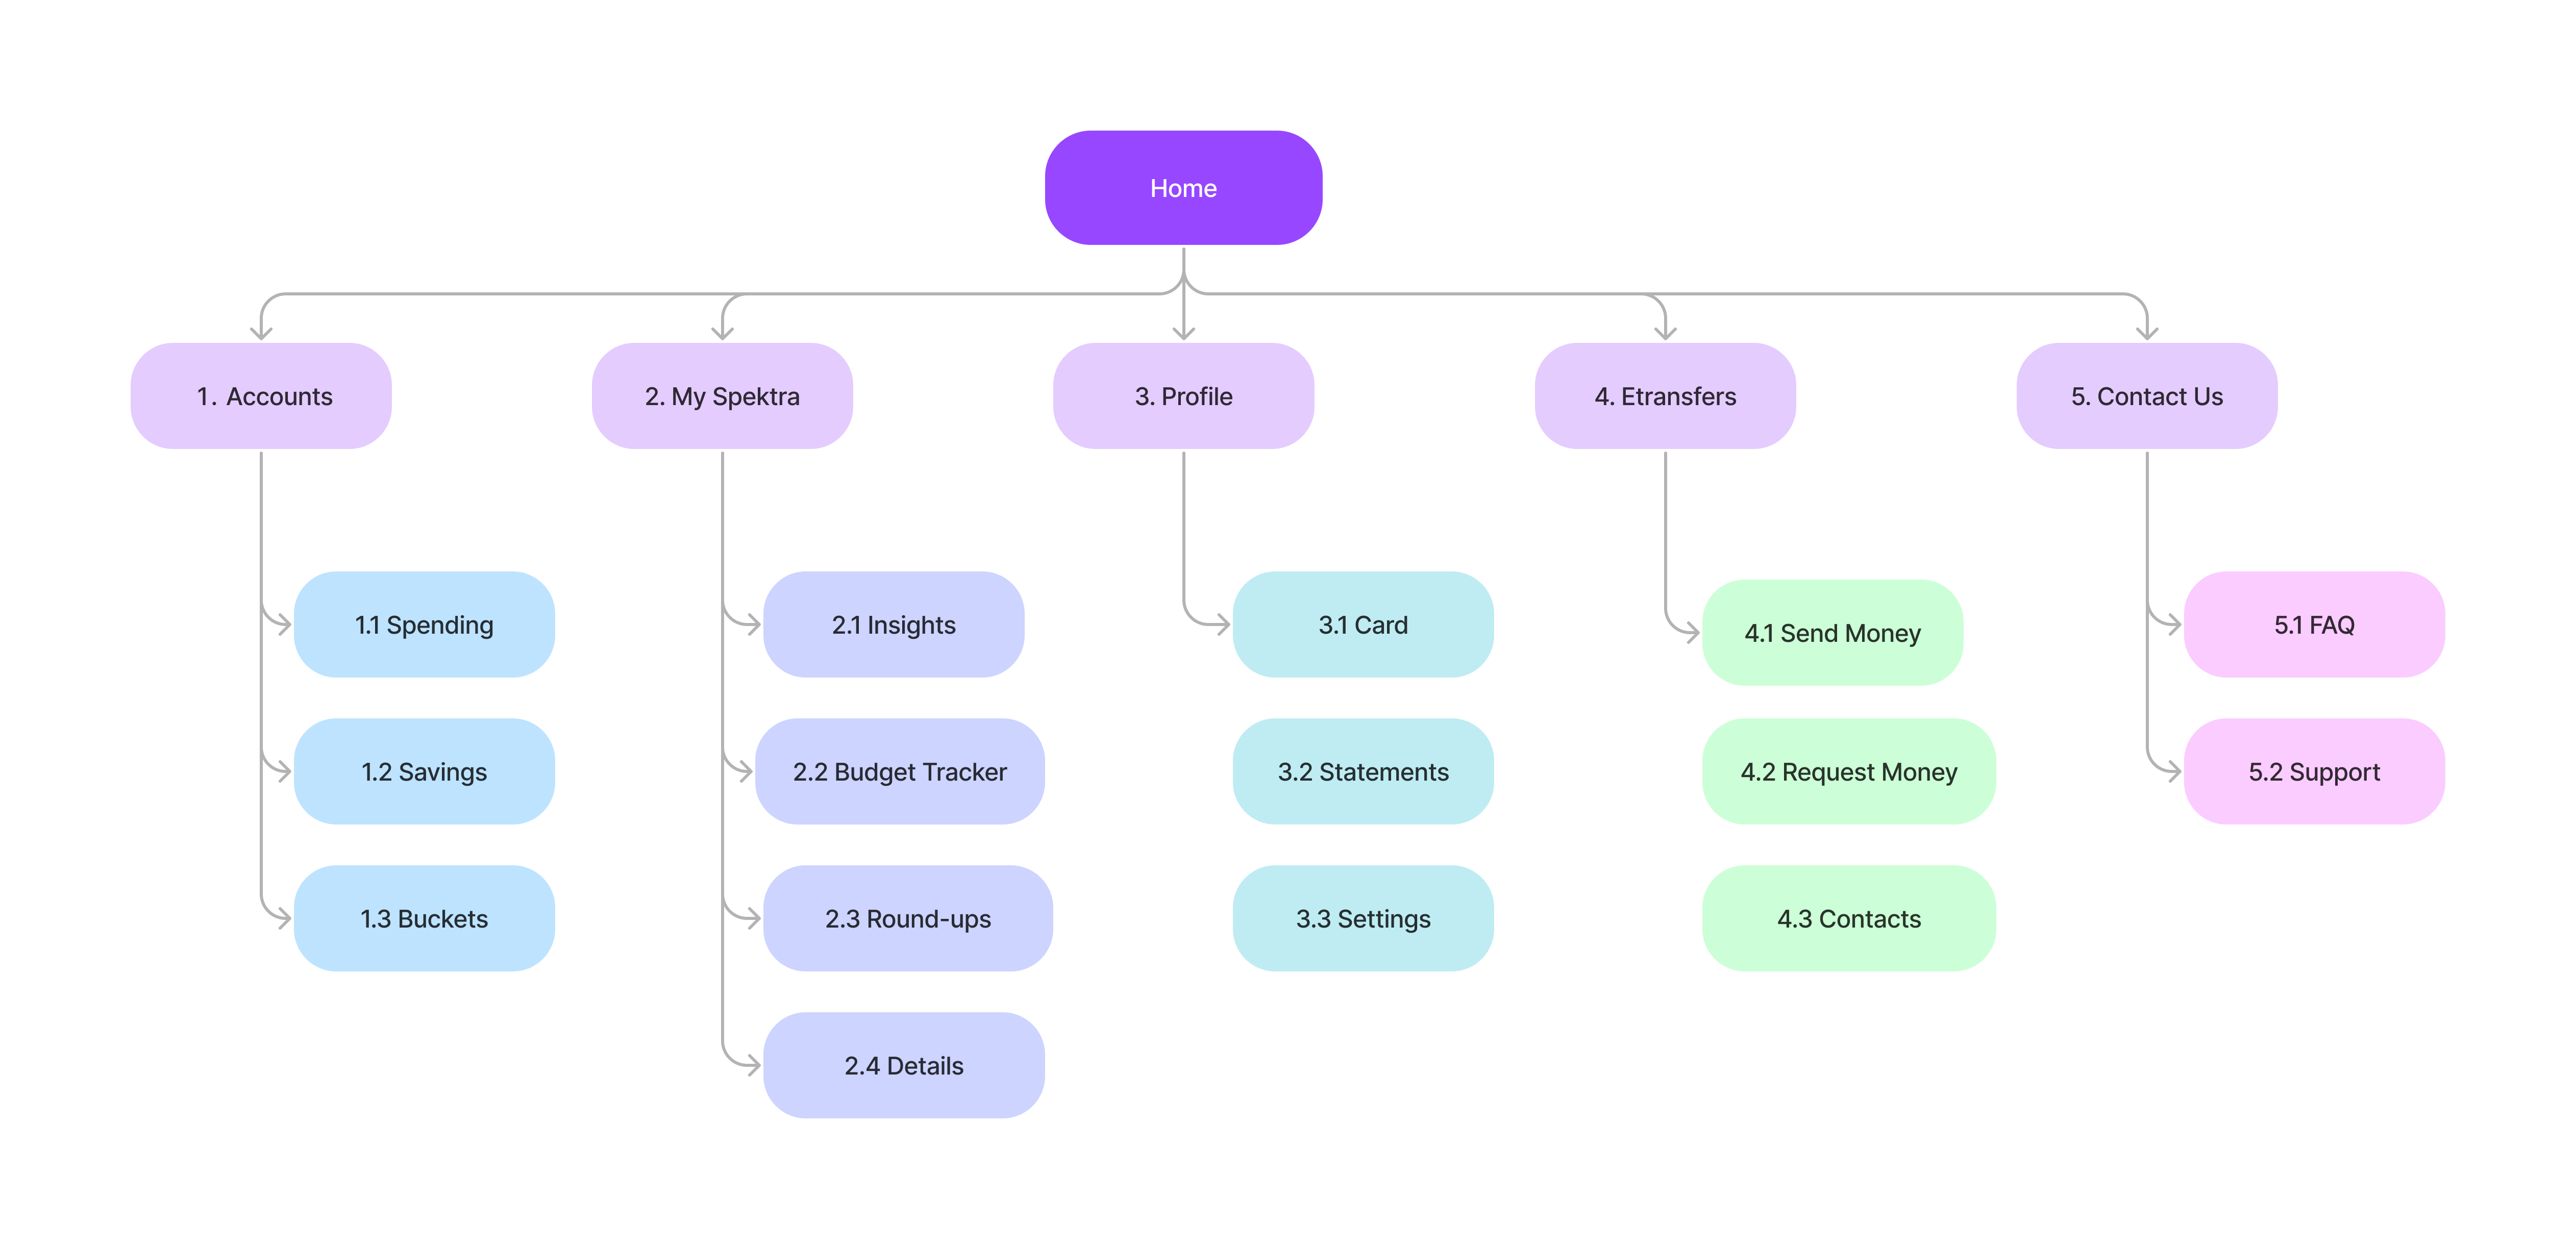 Home
1. Accounts
2. My Spektra
3. Profile
4. Etransfers
5. Contact Us
1.1 Spending
1.2 Savings
1.3 Buckets
2.1 Insights
2.2 Budget Tracker
2.3 Round-ups
2.4 Details
3.1 Card
3.2 Statements
3.3 Settings
4.1 Send Money
4.2 Request Money
4.3 Contacts
5.1 FAQ
5.2 Support